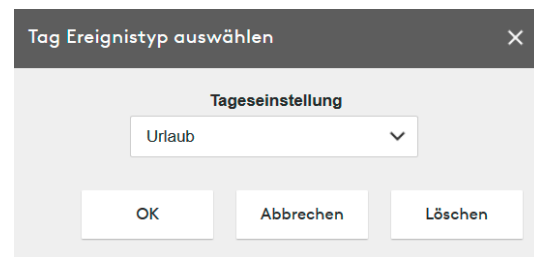 Tag Ereignistyp auswählen
Tageseinstellung
Urlaub
OK Abbrechen Löschen